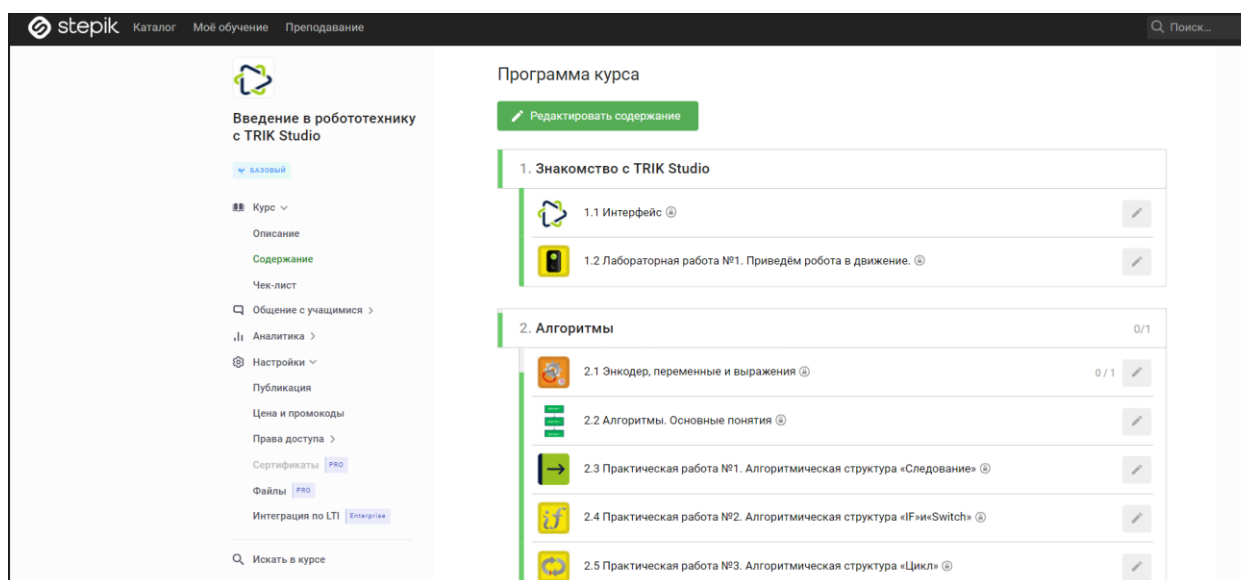 stepik Каталог Моё обучение Преподавание Поиск...
Введение в робототехнику
с TRIK Studio
БАЗОВЫЙ
Курс
Описание
Содержание
Чек-лист
Общение с учащимися
Аналитика
Настройки
Публикация
Цена и промокоды
Права доступа
Сертификаты PRO
Файлы PRO
Интеграция по LTI Enterprise
Искать в курсе
Программа курса
Редактировать содержание
1. Знакомство с TRIK Studio
1.1 Интерфейс
1.2 Лабораторная работа №1. Приведём робота в движение.
2. Алгоритмы 0/1
2.1 Энкодер, переменные и выражения 0 / 1
2.2 Алгоритмы. Основные понятия
2.3 Практическая работа №1. Алгоритмическая структура «Следование»
if 2.4 Практическая работа №2. Алгоритмическая структура «IF»и«Switch»
2.5 Практическая работа №3. Алгоритмическая структура «Цикл»